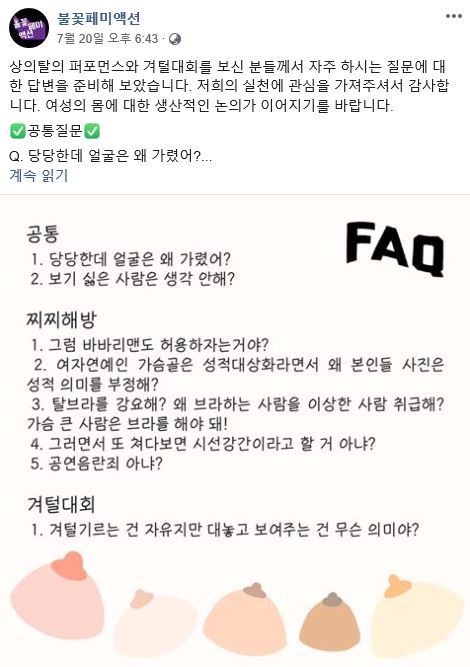 불꽃
페미
액션
불꽃페미액션
7월 20일 오후 6:43 ·
상의탈의 퍼포먼스와 겨털대회를 보신 분들께서 자주 하시는 질문에 대
한 답변을 준비해 보았습니다. 저희의 실천에 관심을 가져주셔서 감사합
니다. 여성의 몸에 대한 생산적인 논의가 이어지기를 바랍니다.
✅공통질문✅
Q. 당당한데 얼굴은 왜 가렸어?...
계속 읽기
FAQ
공통
1. 당당한데 얼굴은 왜 가렸어?
2. 보기 싫은 사람은 생각 안해?
찌찌해방
1. 그럼 바바리맨도 허용하자는거야?
2. 여자연예인 가슴골은 성적대상화라면서 왜 본인들 사진은
성적 의미를 부정해?
3. 탈브라를 강요해? 왜 브라하는 사람을 이상한 사람 취급해?
가슴 큰 사람은 브라를 해야 돼!
4. 그러면서 또 쳐다보면 시선강간이라고 할 거 아냐?
5. 공연음란죄 아냐?
겨털대회
1. 겨털기르는 건 자유지만 대놓고 보여주는 건 무슨 의미야?